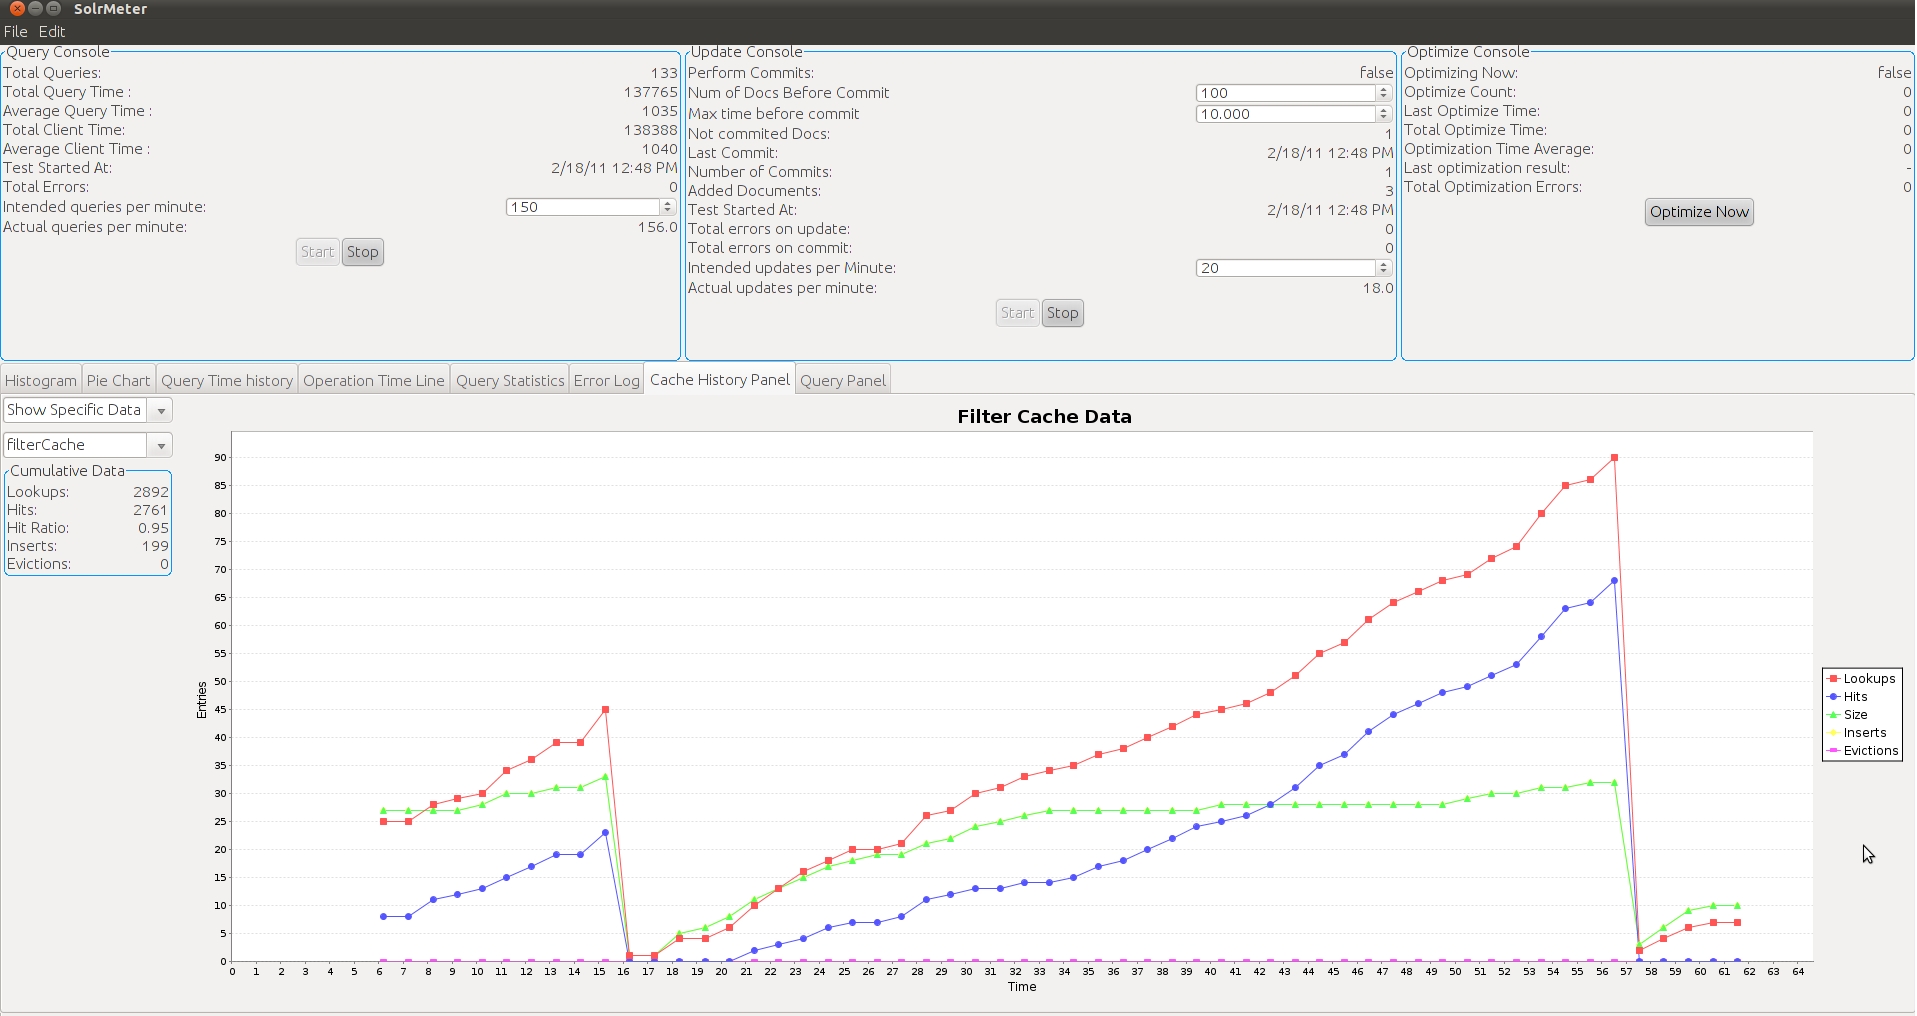 SolrMeter
File Edit
Query Console
Total Queries: 133
Total Query Time : 137765
Average Query Time : 1035
Total Client Time: 138388
Average Client Time : 1040
Test Started At: 2/18/11 12:48 PM
Total Errors: 0
Intended queries per minute: 150
Actual queries per minute: 156.0
Start Stop
Update Console
Perform Commits: false
Num of Docs Before Commit 100
Max time before commit 10.000
Not commited Docs: 1
Last Commit: 2/18/11 12:48 PM
Number of Commits: 1
Added Documents: 3
Test Started At: 2/18/11 12:48 PM
Total errors on update: 0
Total errors on commit: 0
Intended updates per Minute: 20
Actual updates per minute: 18.0
Start Stop
Optimize Console
Optimizing Now: false
Optimize Count: 0
Last Optimize Time: 0
Total Optimize Time: 0
Optimization Time Average: 0
Last optimization result: -
Total Optimization Errors: 0
Optimize Now
Histogram Pie Chart Query Time history Operation Time Line Query Statistics Error Log Cache History Panel Query Panel
Show Specific Data
filterCache
Cumulative Data
Lookups: 2892
Hits: 2761
Hit Ratio: 0.95
Inserts: 199
Evictions: 0
Filter Cache Data
90
85
80
75
70
65
60
55
50
45
40
35
30
25
20
15
10
5
0
Entries
0 1 2 3 4 5 6 7 8 9 10 11 12 13 14 15 16 17 18 19 20 21 22 23 24 25 26 27 28 29 30 31 32 33 34 35 36 37 38 39 40 41 42 43 44 45 46 47 48 49 50 51 52 53 54 55 56 57 58 59 60 61 62 63 64
Time
Lookups
Hits
Size
Inserts
Evictions